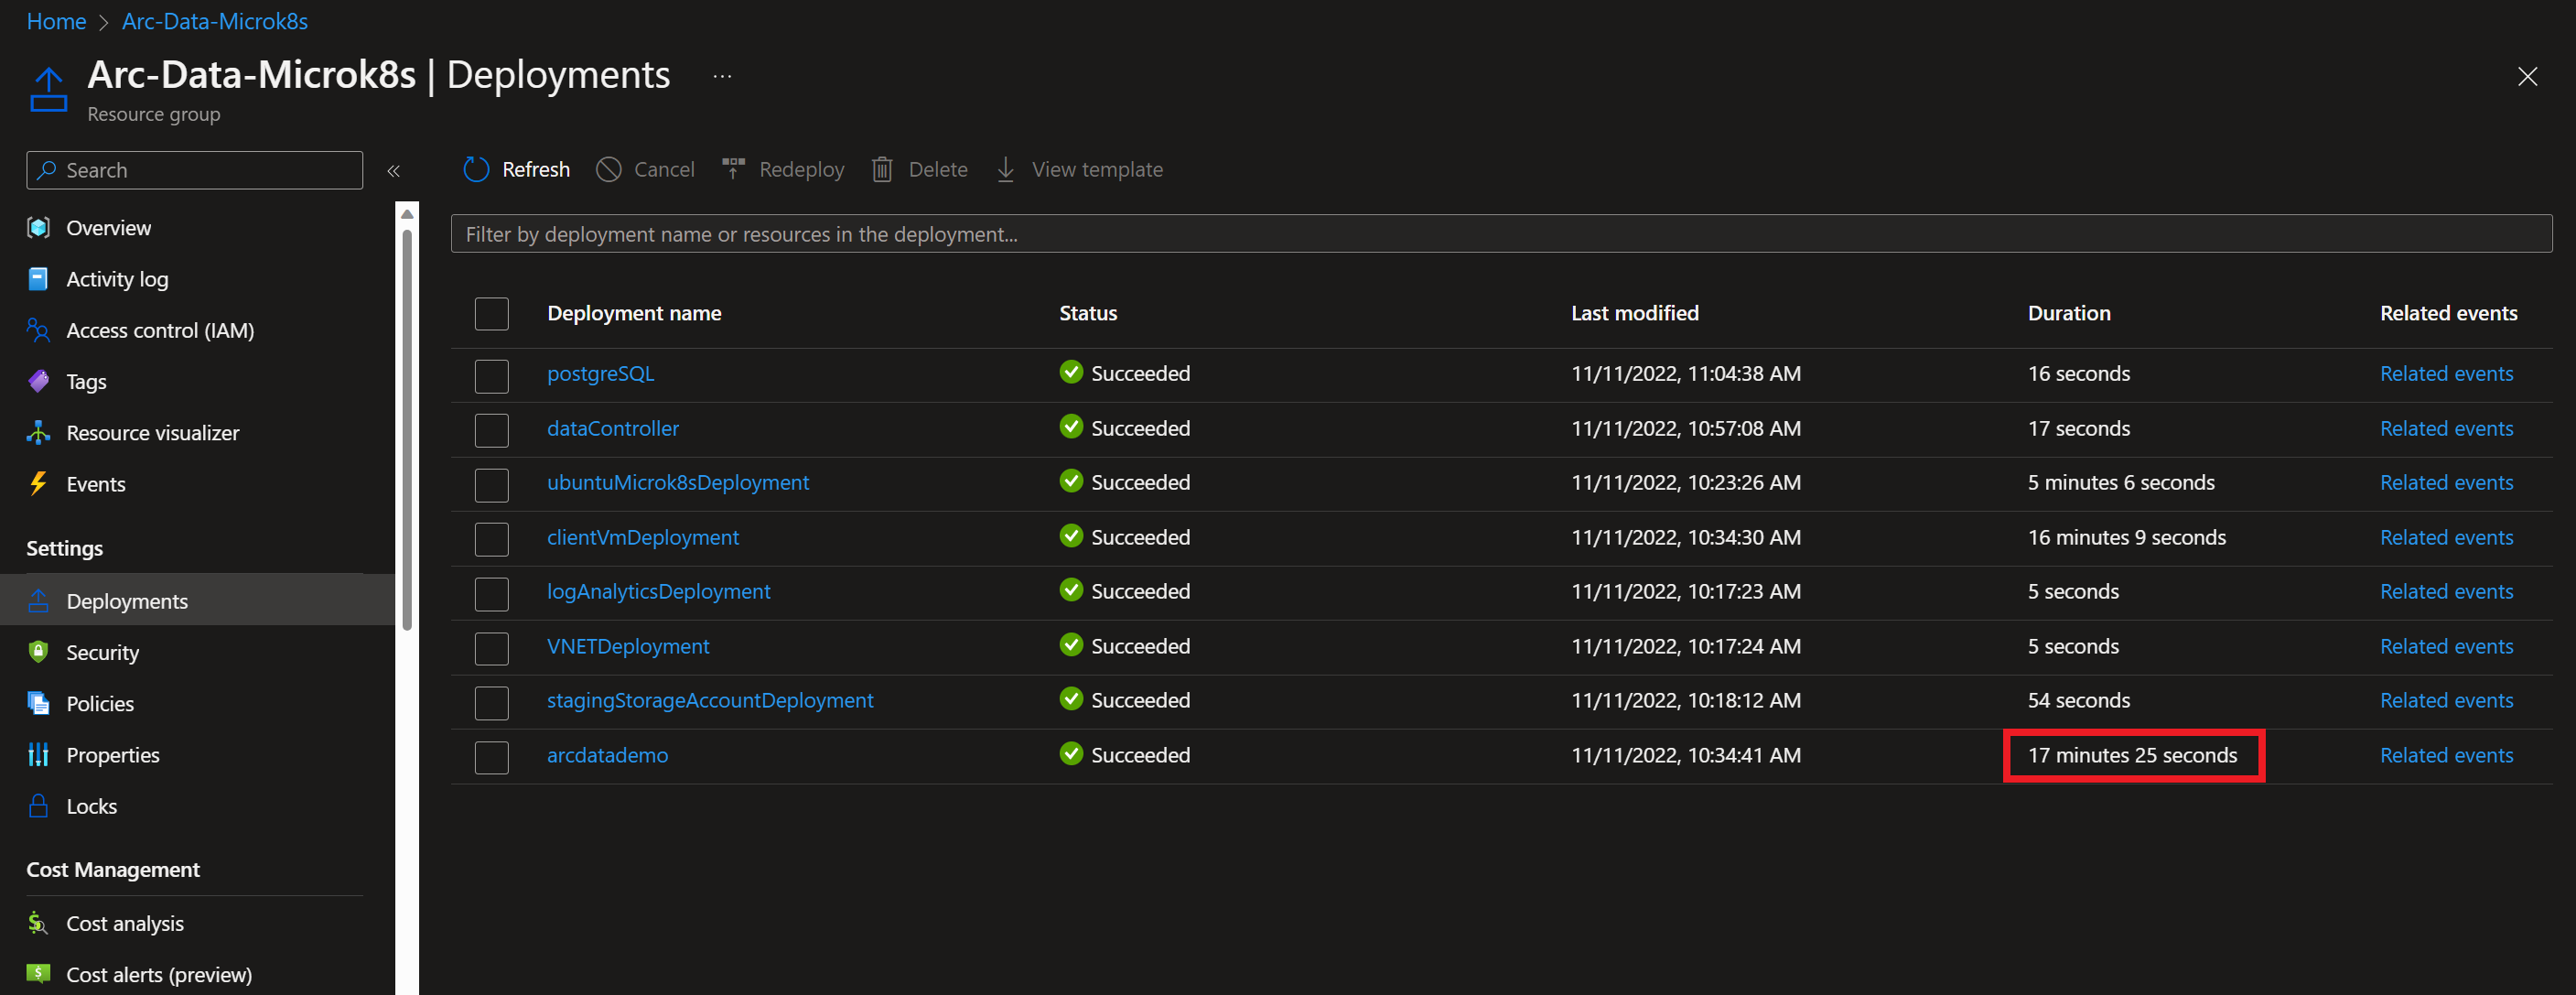 Home > Arc-Data-Microk8s
Arc-Data-Microk8s | Deployments ...
Resource group
Search «
Refresh Cancel Redeploy Delete View template
Filter by deployment name or resources in the deployment...
Overview
Activity log
Access control (IAM)
Tags
Resource visualizer
Events
Settings
Deployments
Security
Policies
Properties
Locks
Cost Management
Cost analysis
Cost alerts (preview)
Deployment name Status Last modified Duration Related events
postgreSQL Succeeded 11/11/2022, 11:04:38 AM 16 seconds Related events
dataController Succeeded 11/11/2022, 10:57:08 AM 17 seconds Related events
ubuntuMicrok8sDeployment Succeeded 11/11/2022, 10:23:26 AM 5 minutes 6 seconds Related events
clientVmDeployment Succeeded 11/11/2022, 10:34:30 AM 16 minutes 9 seconds Related events
logAnalyticsDeployment Succeeded 11/11/2022, 10:17:23 AM 5 seconds Related events
VNETDeployment Succeeded 11/11/2022, 10:17:24 AM 5 seconds Related events
stagingStorageAccountDeployment Succeeded 11/11/2022, 10:18:12 AM 54 seconds Related events
arcdatademo Succeeded 11/11/2022, 10:34:41 AM 17 minutes 25 seconds Related events